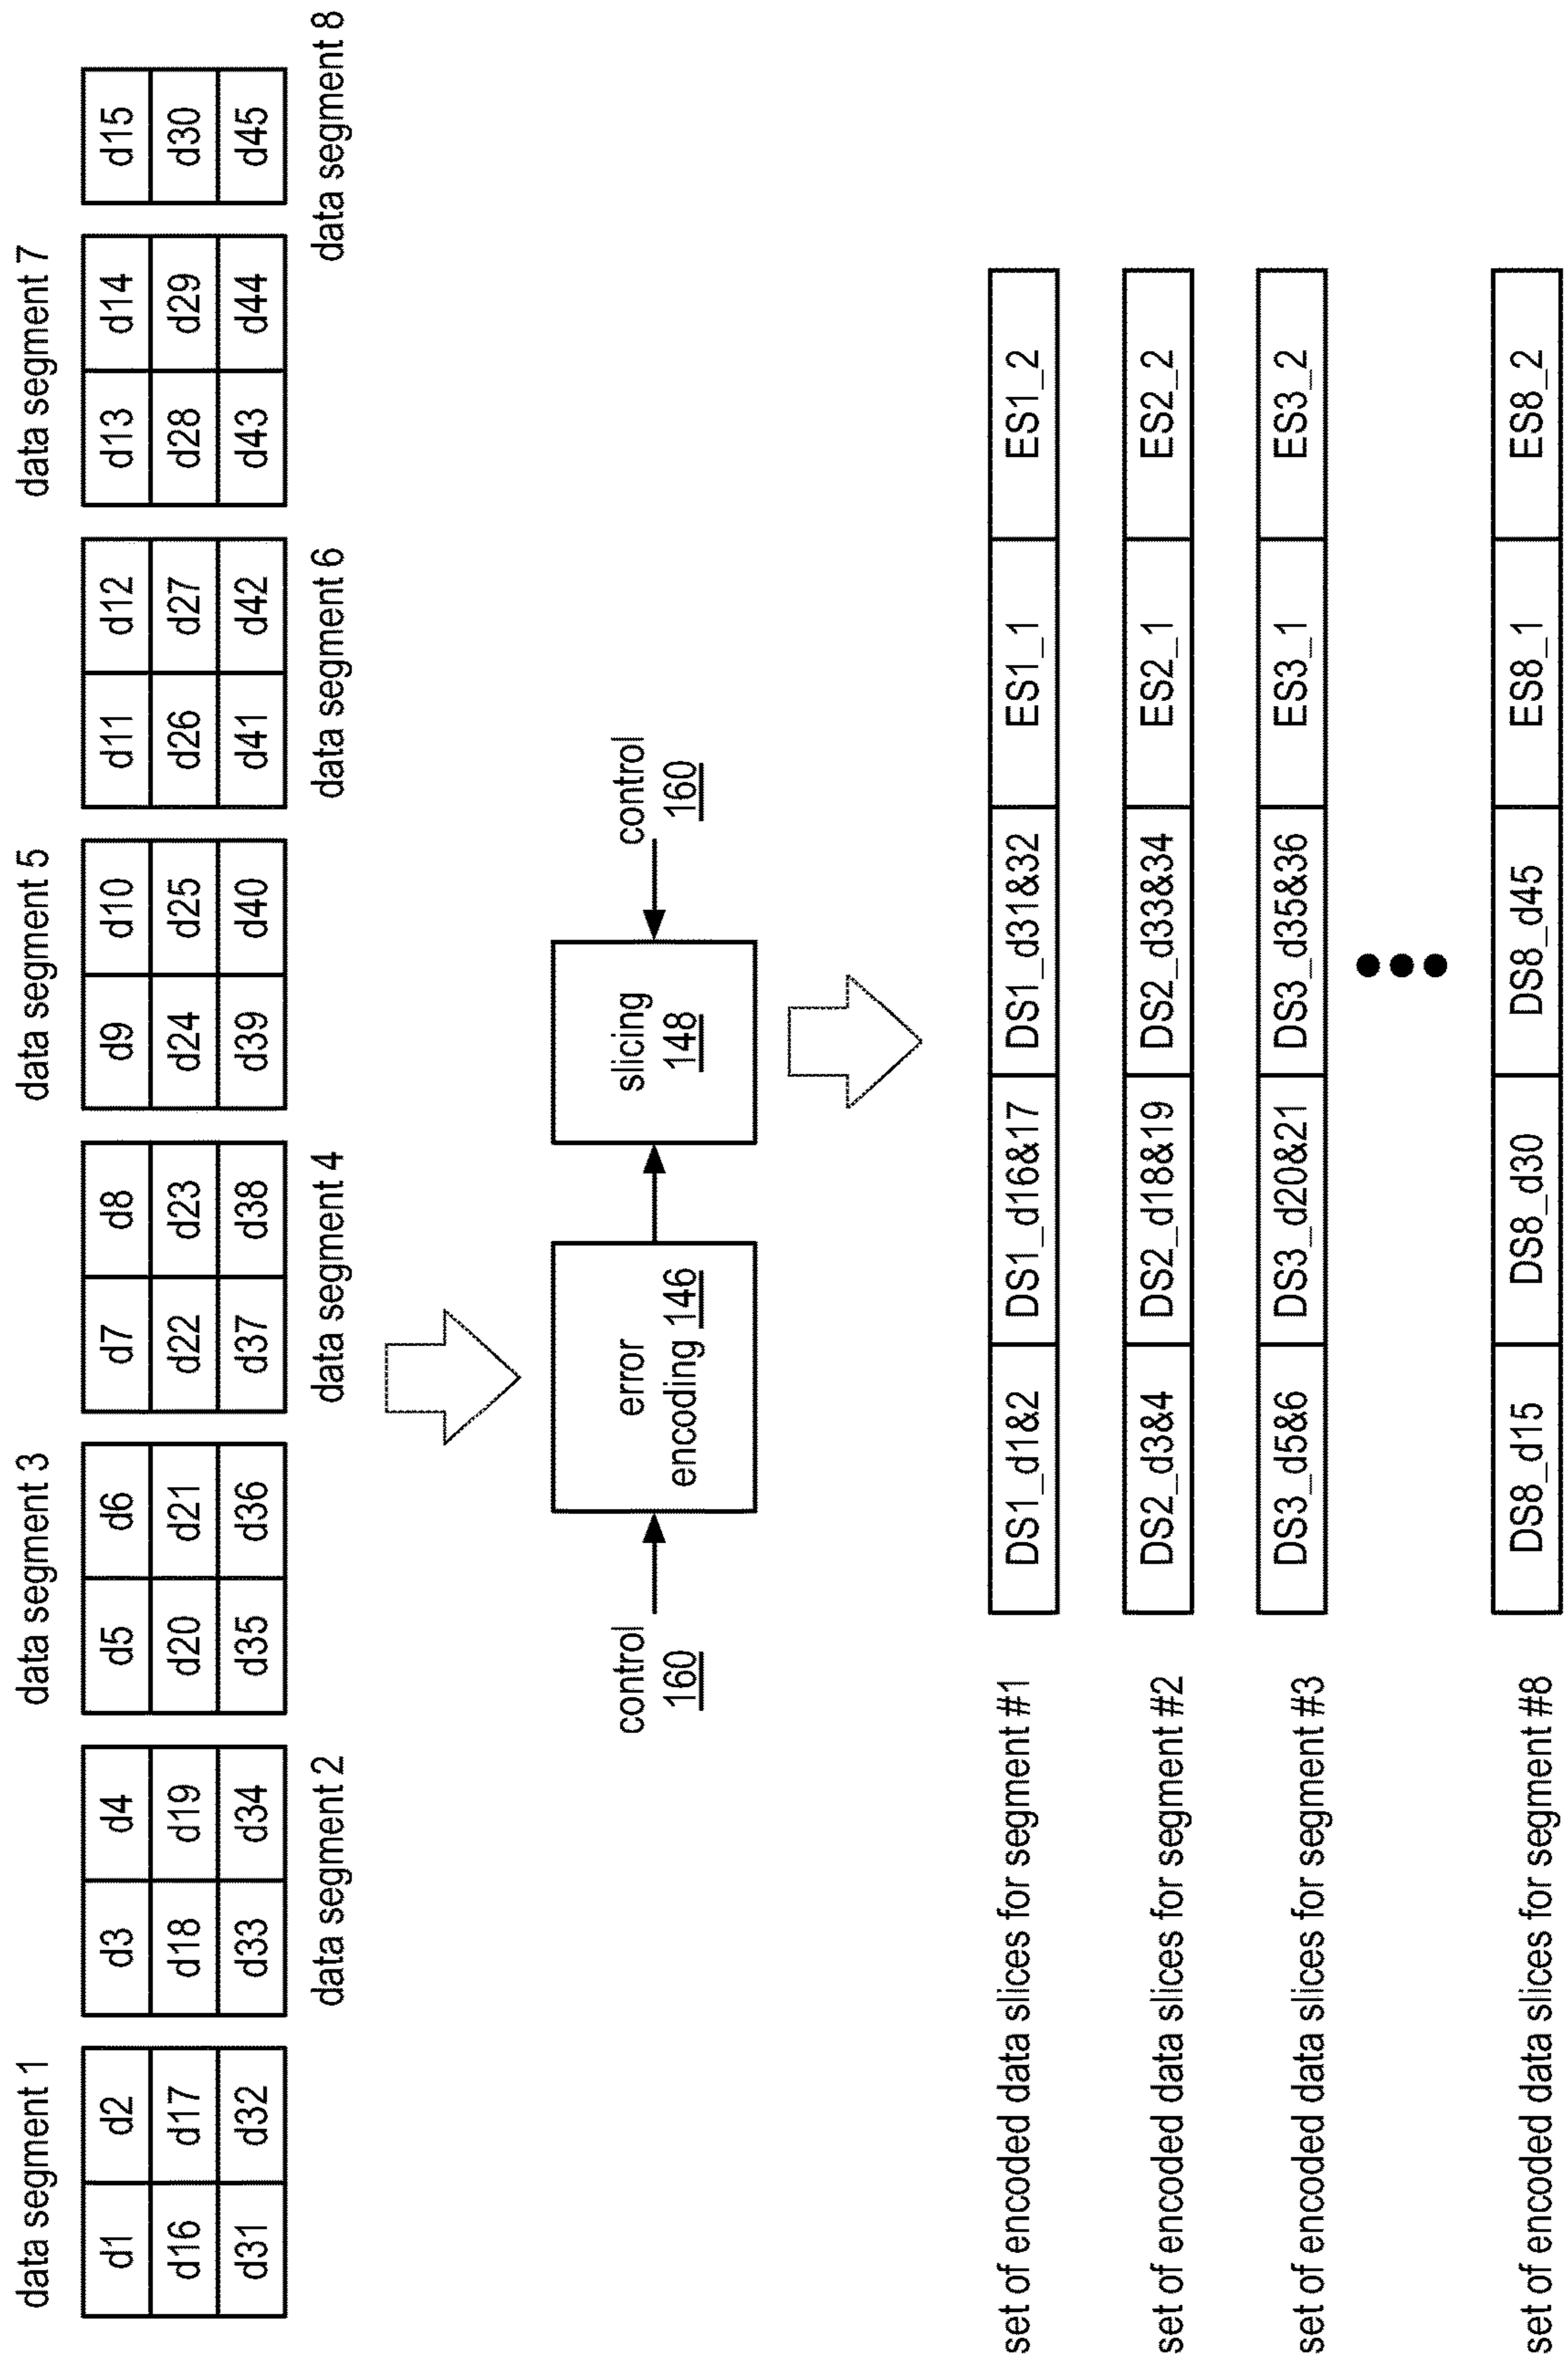 data segment 1
data segment 3
data segment 5
data segment 7
d1 d2 d3 d4 d5 d6 d7 d8 d9 d10 d11 d12 d13 d14 d15
d16 d17 d18 d19 d20 d21 d22 d23 d24 d25 d26 d27 d28 d29 d30
d31 d32 d33 d34 d35 d36 d37 d38 d39 d40 d41 d42 d43 d44 d45
data segment 2
data segment 4
data segment 6
data segment 8
control
160
error
encoding 146
slicing
148
control
160
set of encoded data slices for segment #1 DS1_d1&2 DS1_d16&17 DS1_d31&32 ES1_1 ES1_2
set of encoded data slices for segment #2 DS2_d3&4 DS2_d18&19 DS2_d33&34 ES2_1 ES2_2
set of encoded data slices for segment #3 DS3_d5&6 DS3_d20&21 DS3_d35&36 ES3_1 ES3_2
set of encoded data slices for segment #8 DS8_d15 DS8_d30 DS8_d45 ES8_1 ES8_2